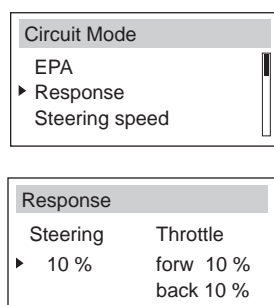 Circuit Mode
EPA
Response
Steering speed
Response
Steering Throttle
10 % forw 10 %
back 10 %